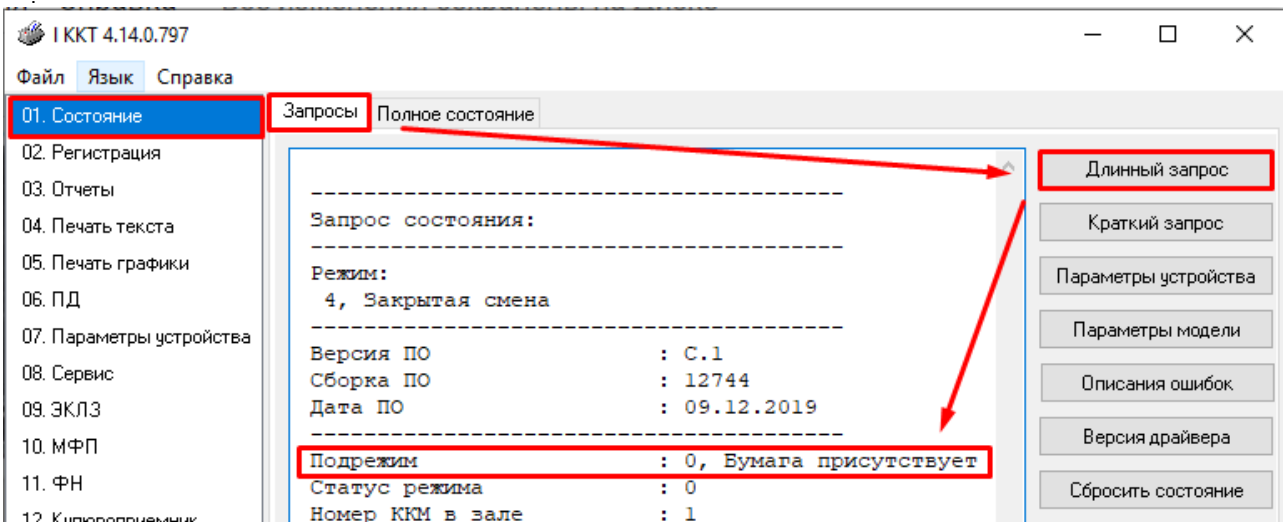 I ККТ 4.14.0.797
Файл Язык Справка
01. Состояние
02. Регистрация
03. Отчеты
04. Печать текста
05. Печать графики
06. ПД
07. Параметры устройства
08. Сервис
09. ЭКЛЗ
10. МФП
11. ФН
12. Купюроприемник
Запросы Полное состояние
----------------------------------------
Запрос состояния:
----------------------------------------
Режим:
4, Закрытая смена
----------------------------------------
Версия ПО : C.1
Сборка ПО : 12744
Дата ПО : 09.12.2019
----------------------------------------
Подрежим : 0, Бумага присутствует
Статус режима : 0
Номер ККМ в зале : 1
Длинный запрос
Краткий запрос
Параметры устройства
Параметры модели
Описания ошибок
Версия драйвера
Сбросить состояние